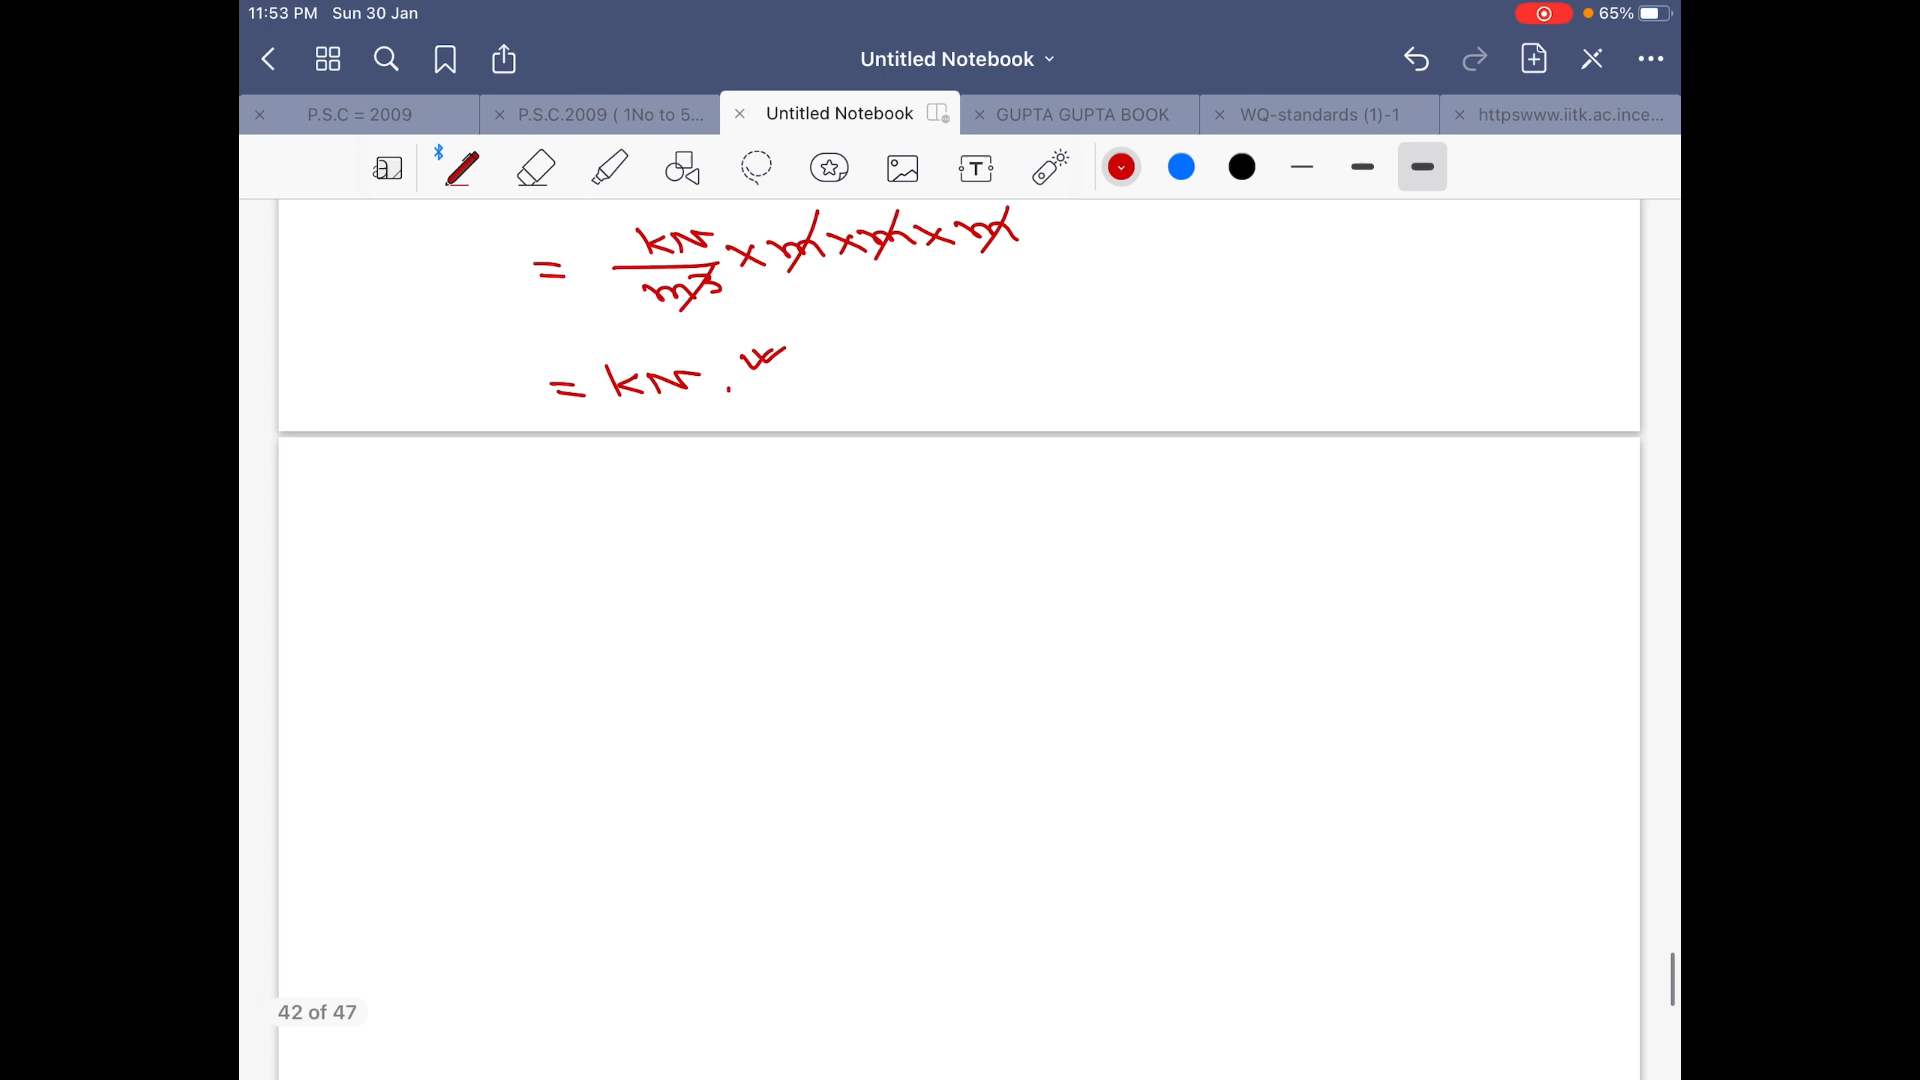 11:53 PM Sun 30 Jan
65%
Untitled Notebook
P.S.C = 2009
P.S.C.2009 ( 1No to 5...
Untitled Notebook
GUPTA GUPTA BOOK
WQ-standards (1)-1
httpswww.iitk.ac.ince...
= kN/m³ × m × m × m
= kN.
42 of 47